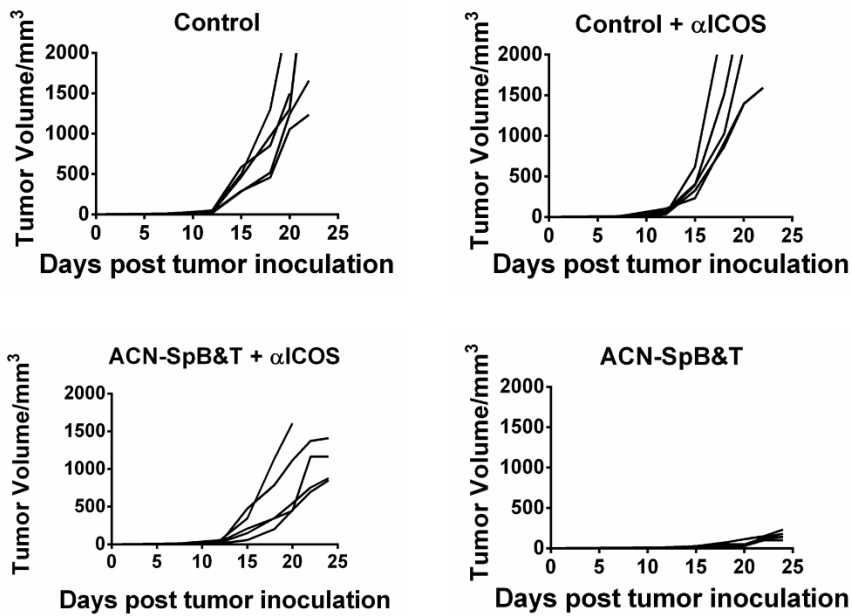 Control
Tumor Volume/mm³
2000
1500
1000
500
0
0 5 10 15 20 25
Days post tumor inoculation
Control + αICOS
Tumor Volume/mm³
2000
1500
1000
500
0
0 5 10 15 20 25
Days post tumor inoculation
ACN-SpB&T + αICOS
Tumor Volume/mm³
2000
1500
1000
500
0
0 5 10 15 20 25
Days post tumor inoculation
ACN-SpB&T
Tumor Volume/mm³
2000
1500
1000
500
0
0 5 10 15 20 25
Days post tumor inoculation